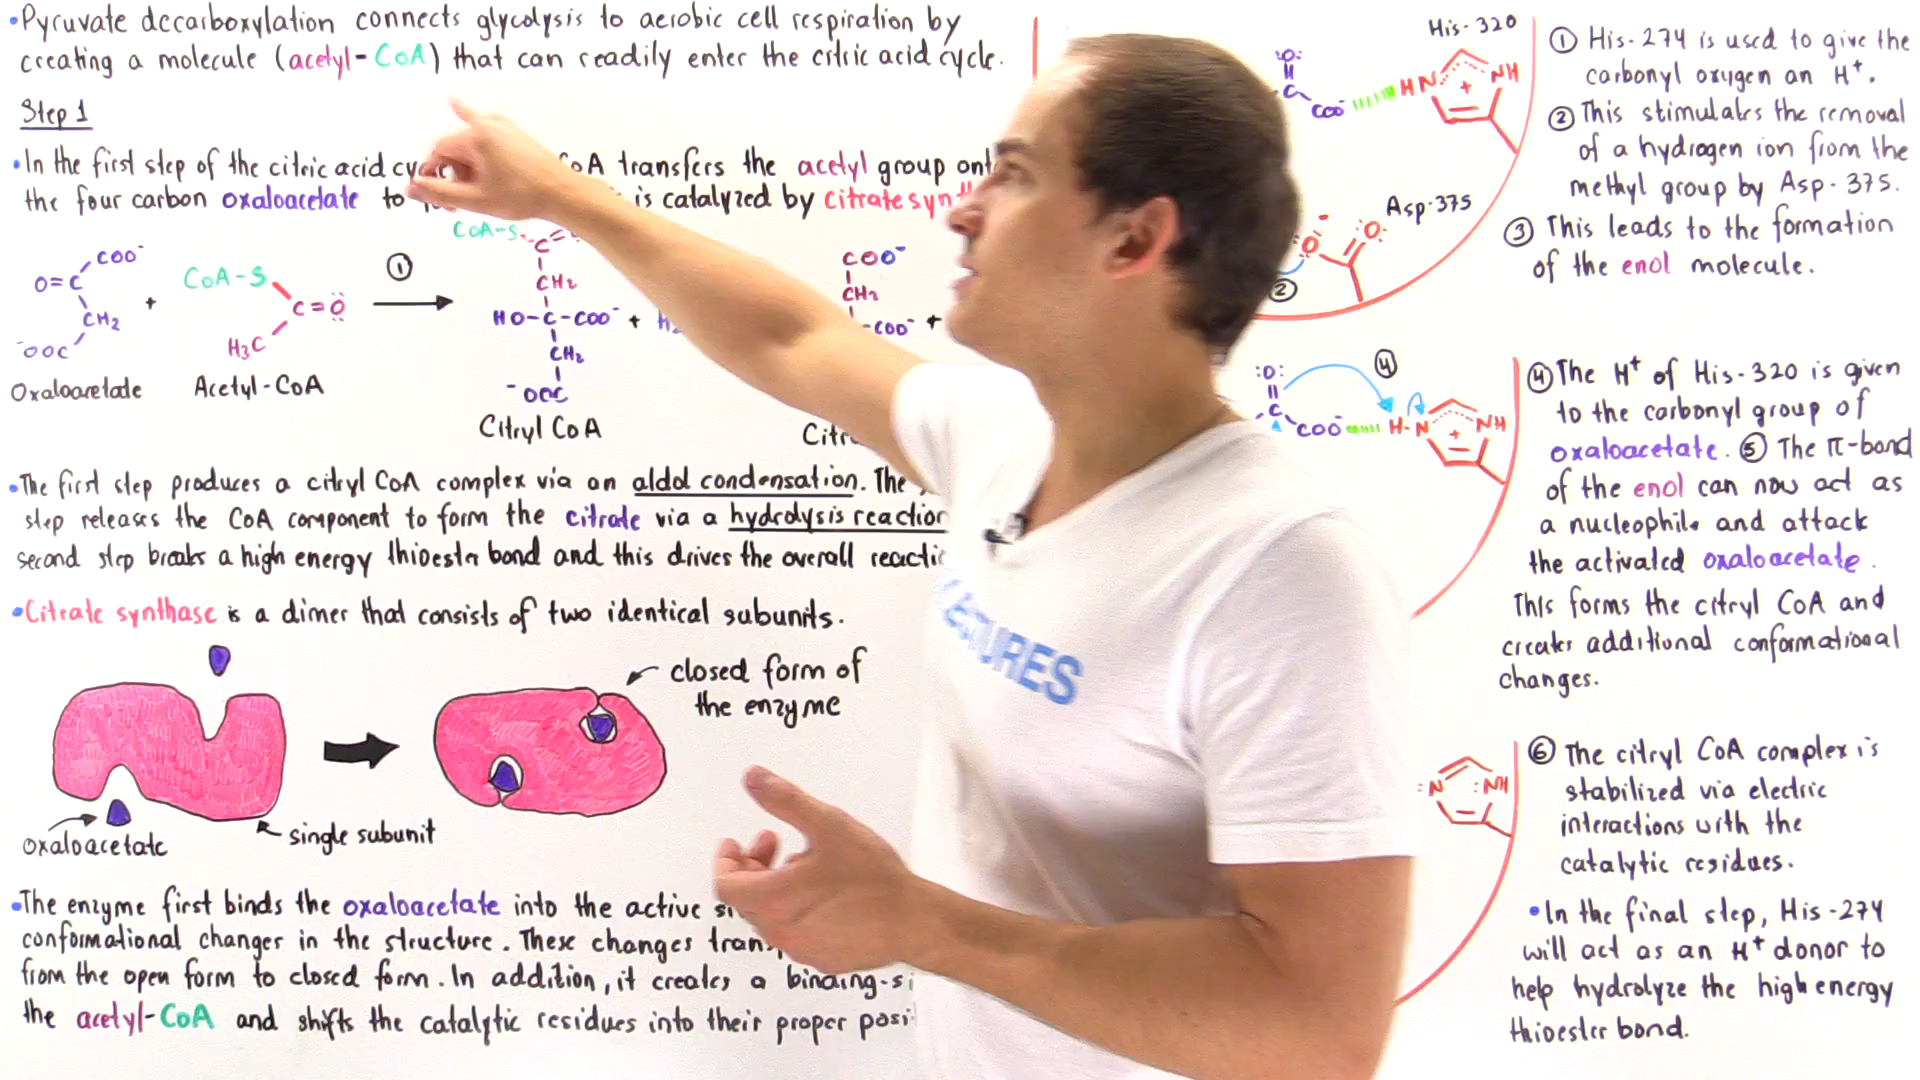 •Pyruvate decarboxylation connects glycolysis to aerobic cell respiration by
creating a molecule (acetyl-CoA) that can readily enter the citric acid cycle.
Step 1
•In the first step of the citric acid CoA transfers the acetyl group
the four carbon oxaloacetate to is catalyzed by citrate
COO⁻
O=C
CH₂
⁻OOC
Oxaloacetate
+
CoA-S
C=O
H₃C
Acetyl-CoA
①
CoA-S
C=
CH₂
HO-C-COO⁻ +
CH₂
⁻OOC
Citryl CoA
COO⁻
CH₂
-COO⁻ +
•The first step produces a citryl CoA complex via an aldol condensation. The
step releases the CoA component to form the citrate via a hydrolysis reaction
second step breaks a high energy thioester bond and this drives the overall
•Citrate synthase is a dimer that consists of two identical subunits.
closed form of
the enzyme
oxaloacetate
single subunit
•The enzyme first binds the oxaloacetate into the active
conformational changes in the structure. These changes
from the open form to closed form. In addition, it creates a
the acetyl-CoA and shifts the catalytic residues into their proper
His-320
:O:
C
COO⁻
HN
+
NH
Asp-375
O
O
②
:O:
C
COO⁻
④
H-N
+
NH
:N
:NH
① His-274 is used to give the
carbonyl oxygen an H⁺.
② This stimulates the removal
of a hydrogen ion from the
methyl group by Asp-375.
③ This leads to the formation
of the enol molecule.
④ The H⁺ of His-320 is given
to the carbonyl group of
oxaloacetate. ⑤ The π-bond
of the enol can now act as
a nucleophile and attack
the activated oxaloacetate.
This forms the citryl CoA and
creates additional conformational
changes.
⑥ The citryl CoA complex is
stabilized via electric
interactions with the
catalytic residues.
•In the final step, His-274
will act as an H⁺ donor to
help hydrolyze the high energy
thioester bond.